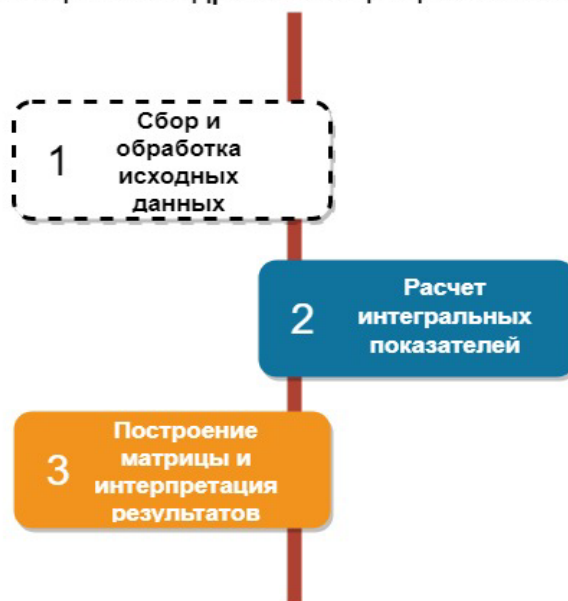 1
Сбор и
обработка
исходных
данных
2
Расчет
интегральных
показателей
3
Построение
матрицы и
интерпретация
результатов